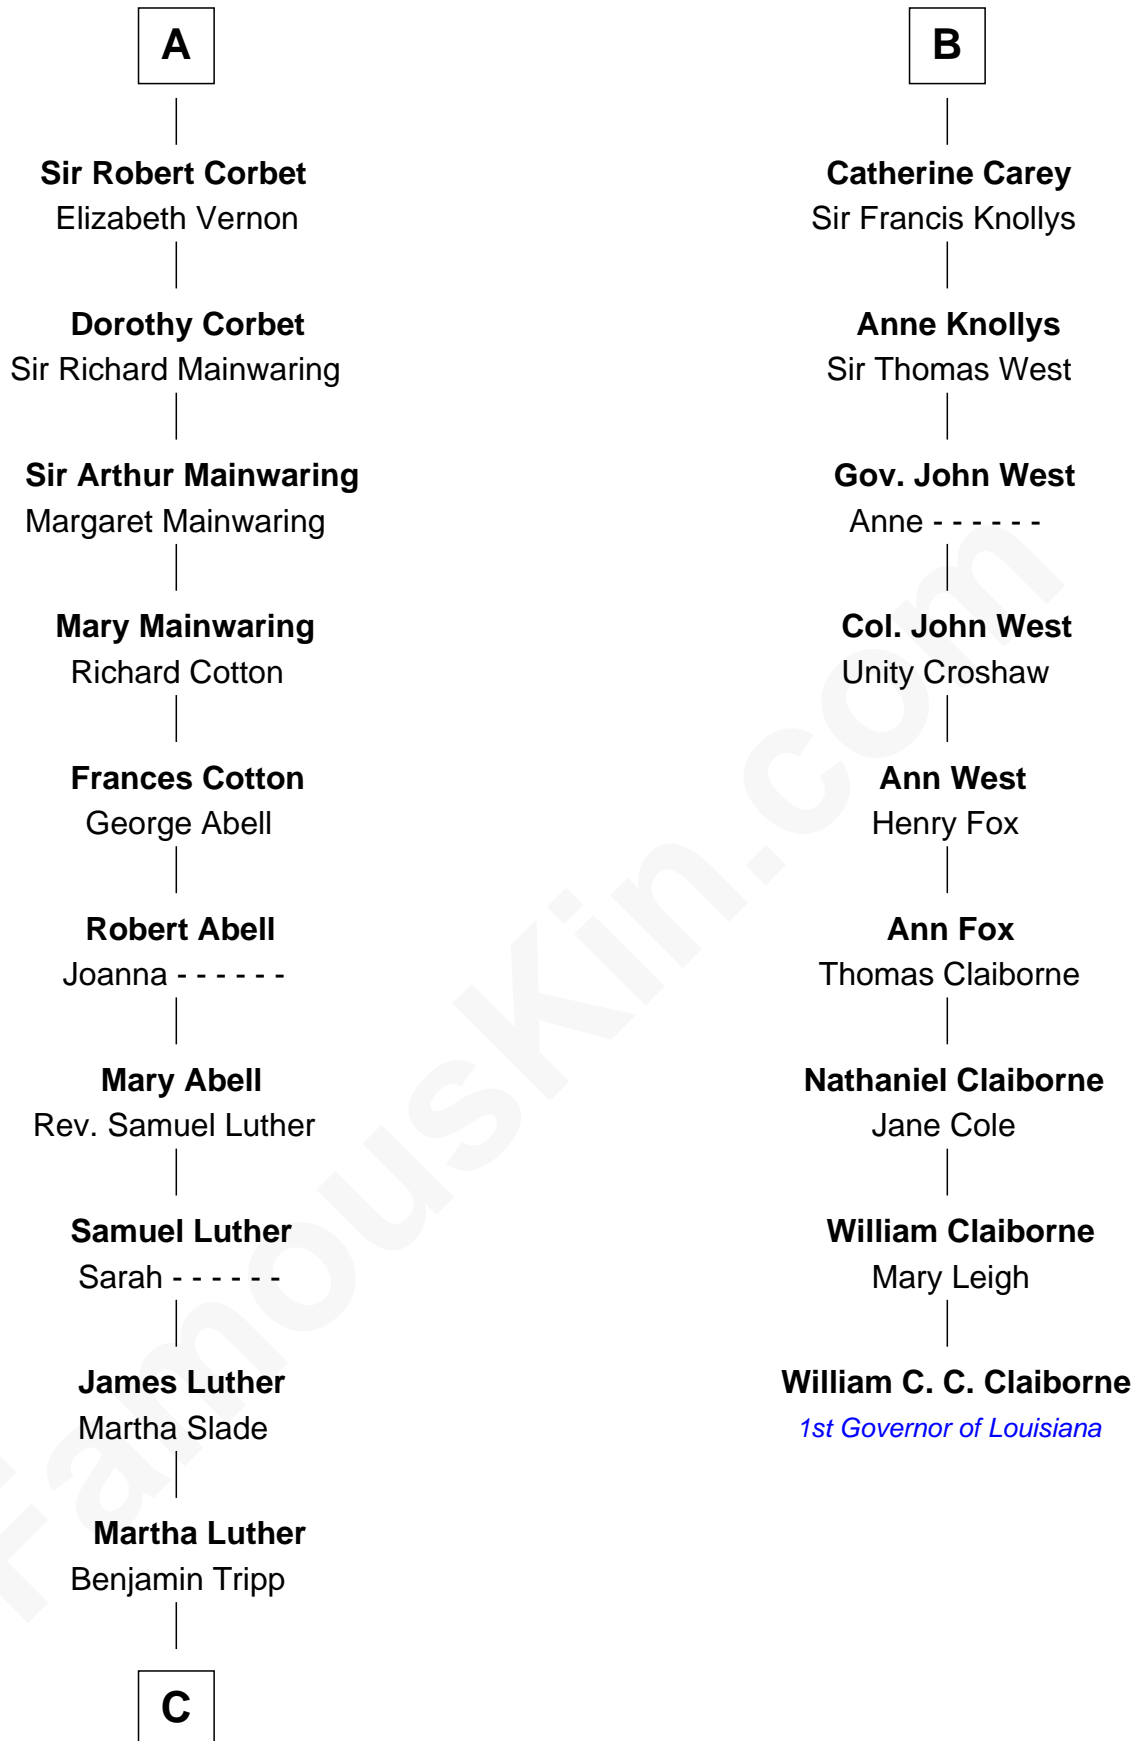 A
Sir Robert Corbet
Elizabeth Vernon
Dorothy Corbet
Sir Richard Mainwaring
Sir Arthur Mainwaring
Margaret Mainwaring
Mary Mainwaring
Richard Cotton
Frances Cotton
George Abell
Robert Abell
Joanna - - - - - -
Mary Abell
Rev. Samuel Luther
Samuel Luther
Sarah - - - - - -
James Luther
Martha Slade
Martha Luther
Benjamin Tripp
C
B
Catherine Carey
Sir Francis Knollys
Anne Knollys
Sir Thomas West
Gov. John West
Anne - - - - - -
Col. John West
Unity Croshaw
Ann West
Henry Fox
Ann Fox
Thomas Claiborne
Nathaniel Claiborne
Jane Cole
William Claiborne
Mary Leigh
William C. C. Claiborne
1st Governor of Louisiana
FamousKin.com